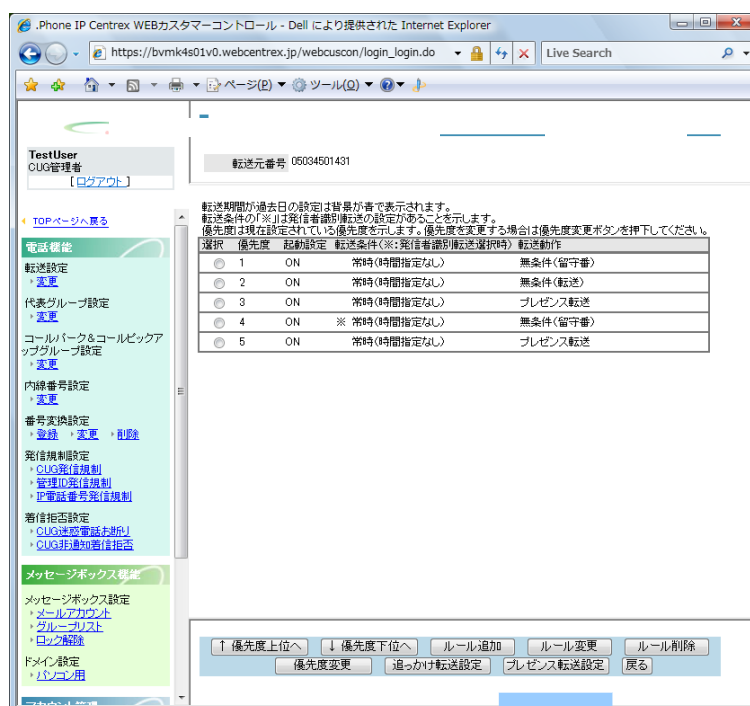 .Phone IP Centrex WEBカスタマーコントロール - Dell により提供された Internet Explorer
https://bvmk4s01v0.webcentrex.jp/webcuscon/login_login.do
Live Search
ページ(P) ツール(O)
TestUser
CUG管理者
[ログアウト]
TOPページへ戻る
電話機能
転送設定
変更
代表グループ設定
変更
コールパーク&コールピックア
ップグループ設定
変更
内線番号設定
変更
番号変換設定
登録 変更 削除
発信規制設定
CUG発信規制
管理ID発信規制
IP電話番号発信規制
着信拒否設定
CUG迷惑電話お断り
CUG非通知着信拒否
メッセージボックス機能
メッセージボックス設定
メールアカウント
グループリスト
ロック解除
ドメイン設定
パソコン用
アカウント管理
転送元番号 05034501431
転送期間が過去日の設定は背景が青で表示されます。
転送条件の「※」は発信者識別転送の設定があることを示します。
優先度は現在設定されている優先度を示します。優先度を変更する場合は優先度変更ボタンを押下してください。
選択 優先度 起動設定 転送条件(※:発信者識別転送選択時) 転送動作
1 ON 常時(時間指定なし) 無条件(留守番)
2 ON 常時(時間指定なし) 無条件(転送)
3 ON 常時(時間指定なし) プレゼンス転送
4 ON ※ 常時(時間指定なし) 無条件(留守番)
5 ON 常時(時間指定なし) プレゼンス転送
↑ 優先度上位へ ↓ 優先度下位へ ルール追加 ルール変更 ルール削除
優先度変更 追っかけ転送設定 プレゼンス転送設定 戻る